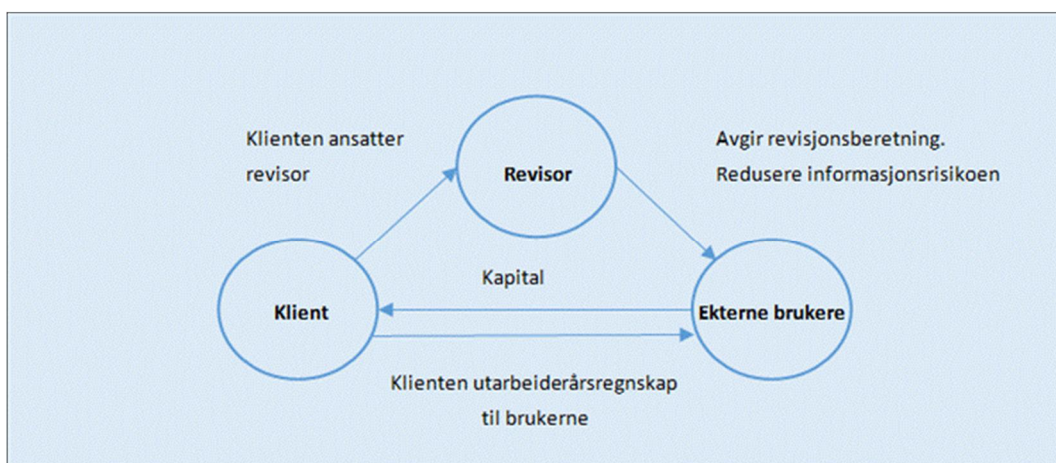 Klienten ansatter
revisor
Revisor
Avgir revisjonsberetning.
Redusere informasjonsrisikoen
Kapital
Klient
Ekterne brukere
Klienten utarbeiderårsregnskap
til brukerne